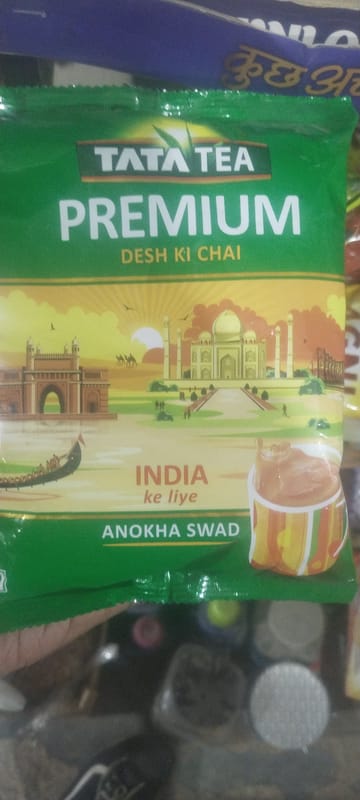 कुछ
TATA TEA
PREMIUM
DESH KI CHAI
INDIA
ke liye
ANOKHA SWAD